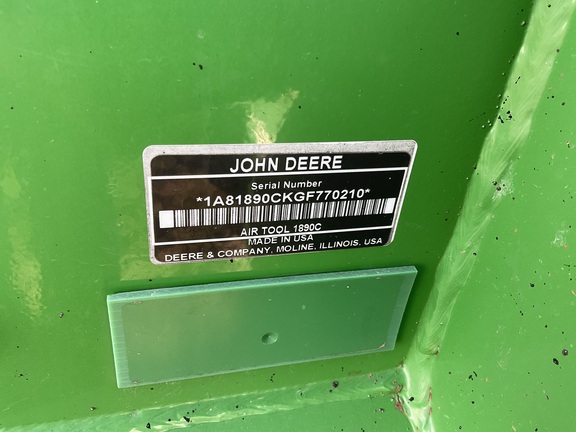 JOHN DEERE
Serial Number
*1A81890CKGF770210*
AIR TOOL 1890C
MADE IN USA
DEERE & COMPANY, MOLINE, ILLINOIS, USA